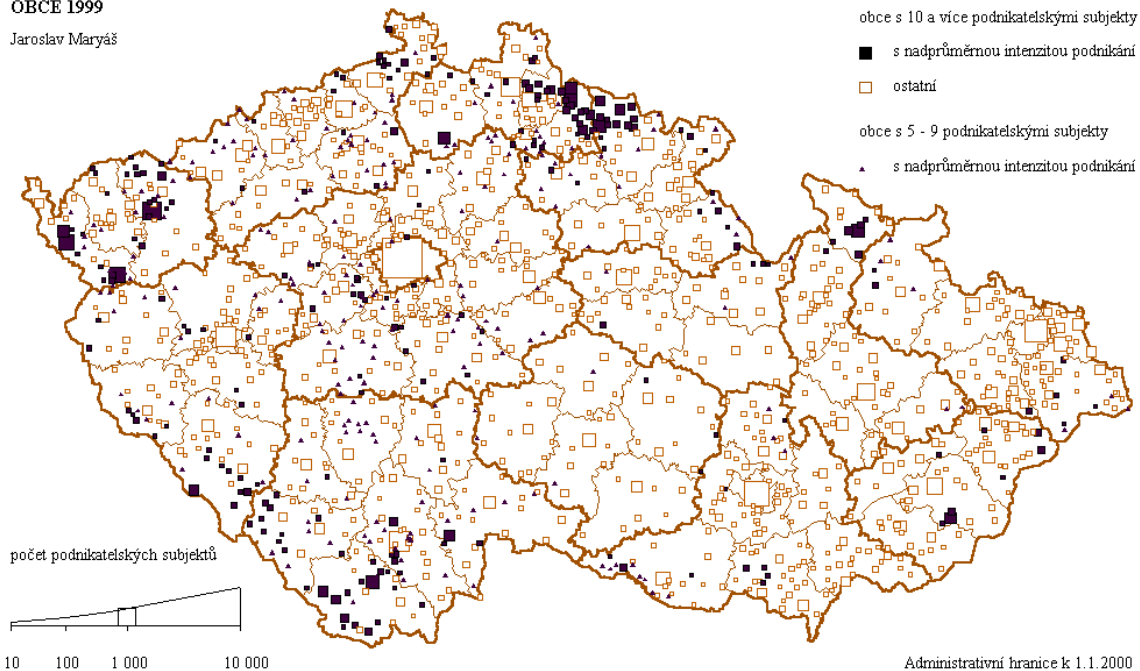 OBCE 1999
Jaroslav Maryáš
obce s 10 a více podnikatelskými subjekty
s nadprůměrnou intenzitou podnikání
ostatní
obce s 5 - 9 podnikatelskými subjekty
s nadprůměrnou intenzitou podnikání
počet podnikatelských subjektů
10 100 1 000 10 000
Administrativní hranice k 1.1.2000